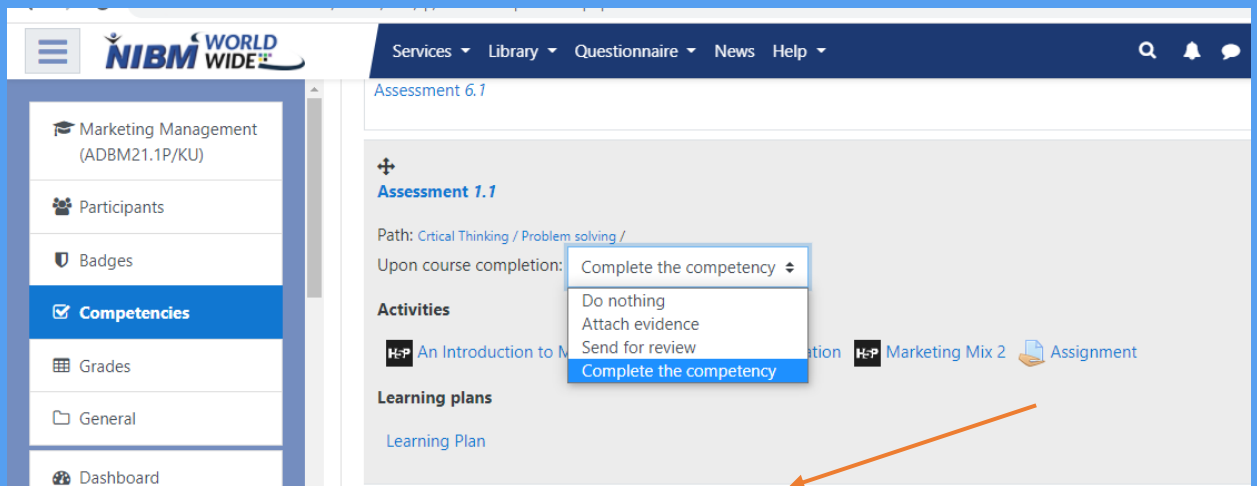 NIBM WORLD WIDE
Services Library Questionnaire News Help
Assessment 6.1
Marketing Management
(ADBM21.1P/KU)
Participants
Badges
Competencies
Grades
General
Dashboard
Assessment 1.1
Path: Crtical Thinking / Problem solving /
Upon course completion: Complete the competency
Do nothing
Attach evidence
Send for review
Complete the competency
Activities
H5P An Introduction to M ation H5P Marketing Mix 2 Assignment
Learning plans
Learning Plan